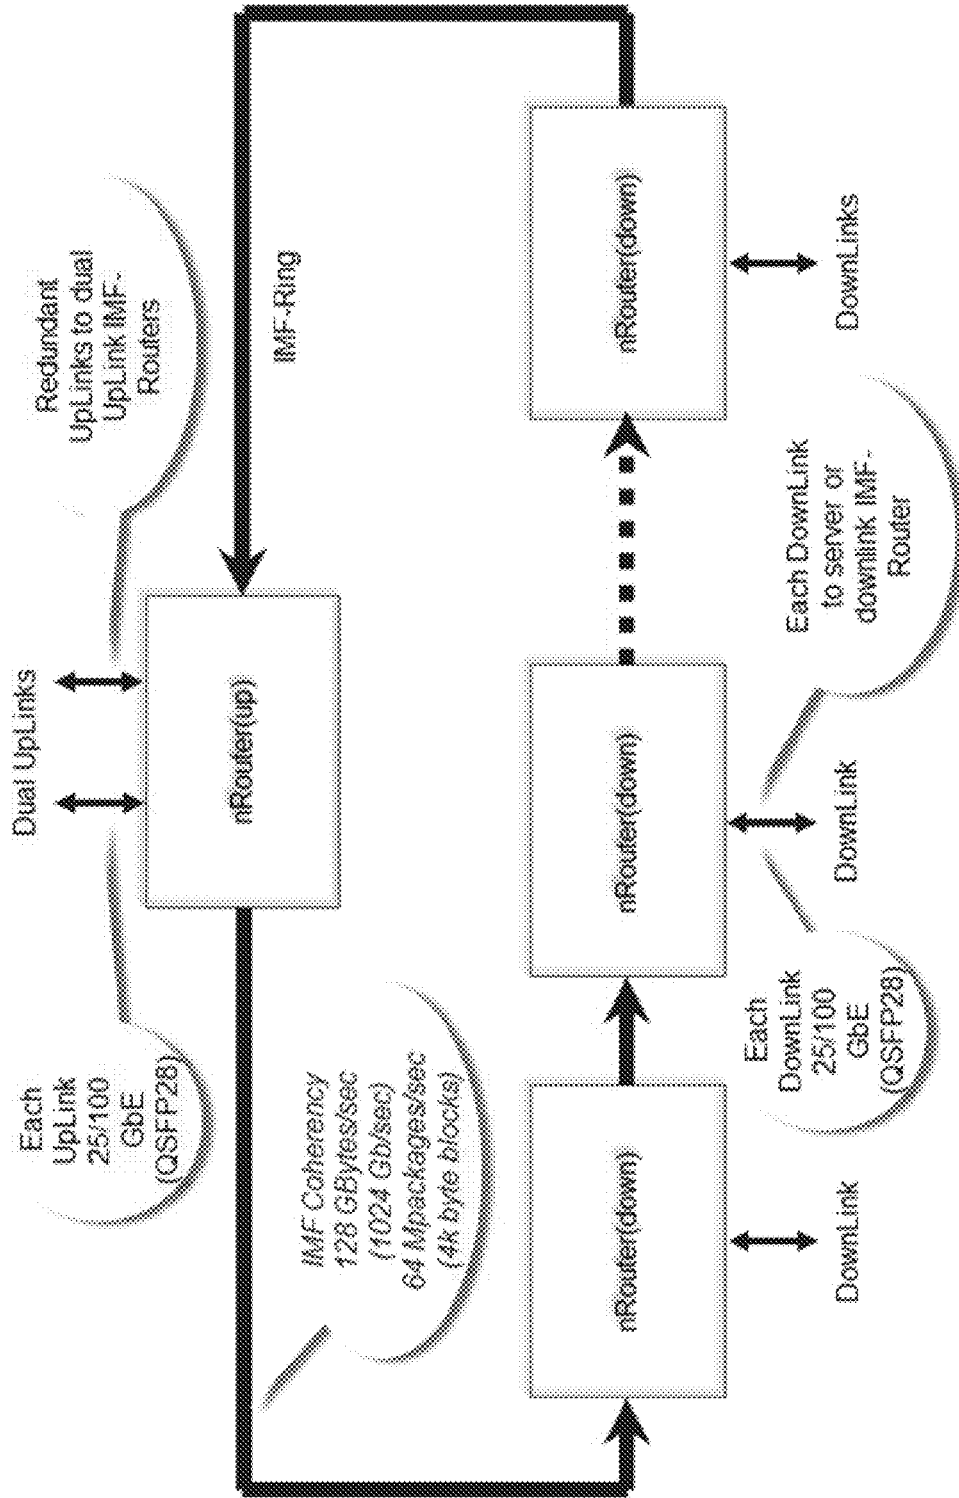 Dual UpLinks
Each
UpLink
25/100
GbE
(QSFP28)
Redundant
UpLinks to dual
UpLink IMF-
Routers
nRouter(up)
IMF-Ring
IMF Coherency
128 GBytes/sec
(1024 Gb/sec)
64 Mpackages/sec
(4k byte blocks)
nRouter(down)
nRouter(down)
nRouter(down)
DownLink
DownLink
DownLinks
Each
DownLink
25/100
GbE
(QSFP28)
Each DownLink
to server or
downlink IMF-
Router